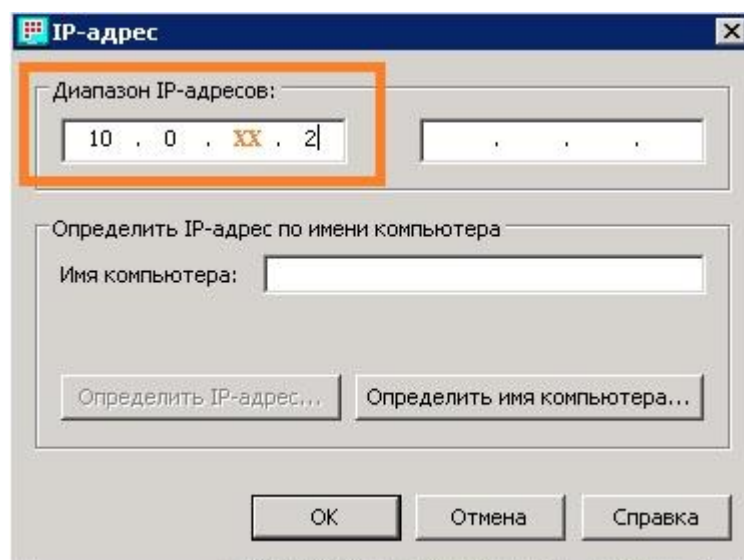 IP-адрес
Диапазон IP-адресов:
10 . 0 . XX . 2 . . .
Определить IP-адрес по имени компьютера
Имя компьютера:
Определить IP-адрес... Определить имя компьютера...
OK Отмена Справка